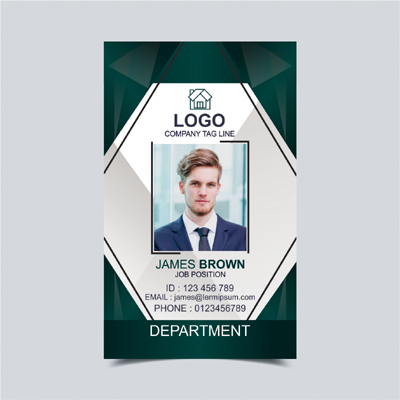 LOGO
COMPANY TAG LINE
JAMES BROWN
JOB POSITION
ID : 123 456 789
EMAIL : james@lermipsum.com
PHONE : 0123456789
DEPARTMENT